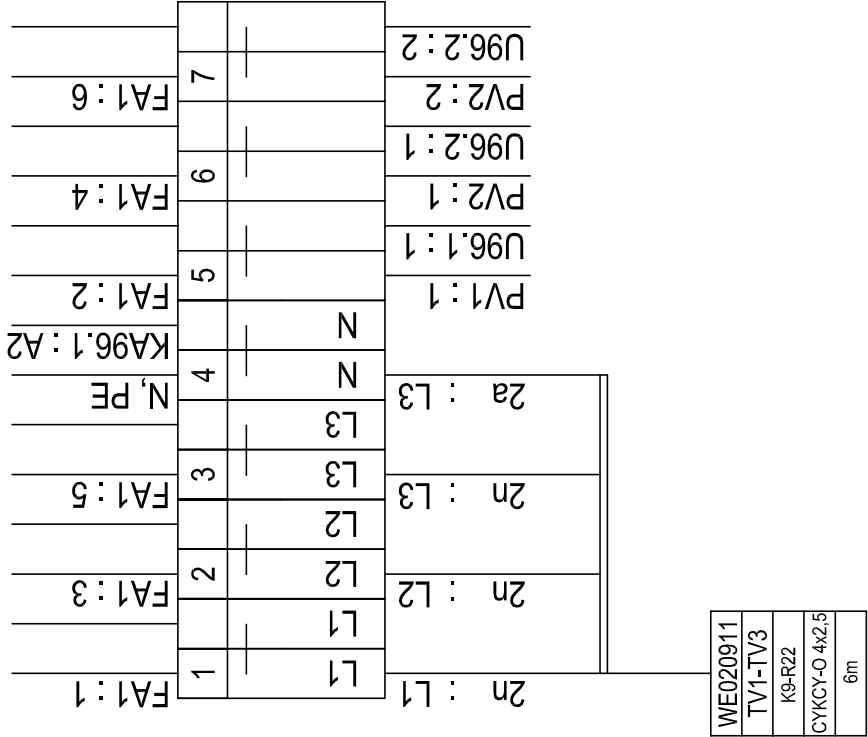 WE020911
TV1-TV3
K9-R22
CYKCY-O 4x2,5
6m
2n : L1 L1 1 FA1 : 1
L1
2n : L2 L2 2 FA1 : 3
L2
2n : L3 L3 3 FA1 : 5
L3
2a : L3 N 4 N, PE
N KA96.1 : A2
PV1 : 1 5 FA1 : 2
U96.1 : 1
PV2 : 1 6 FA1 : 4
U96.2 : 1
PV2 : 2 7 FA1 : 6
U96.2 : 2